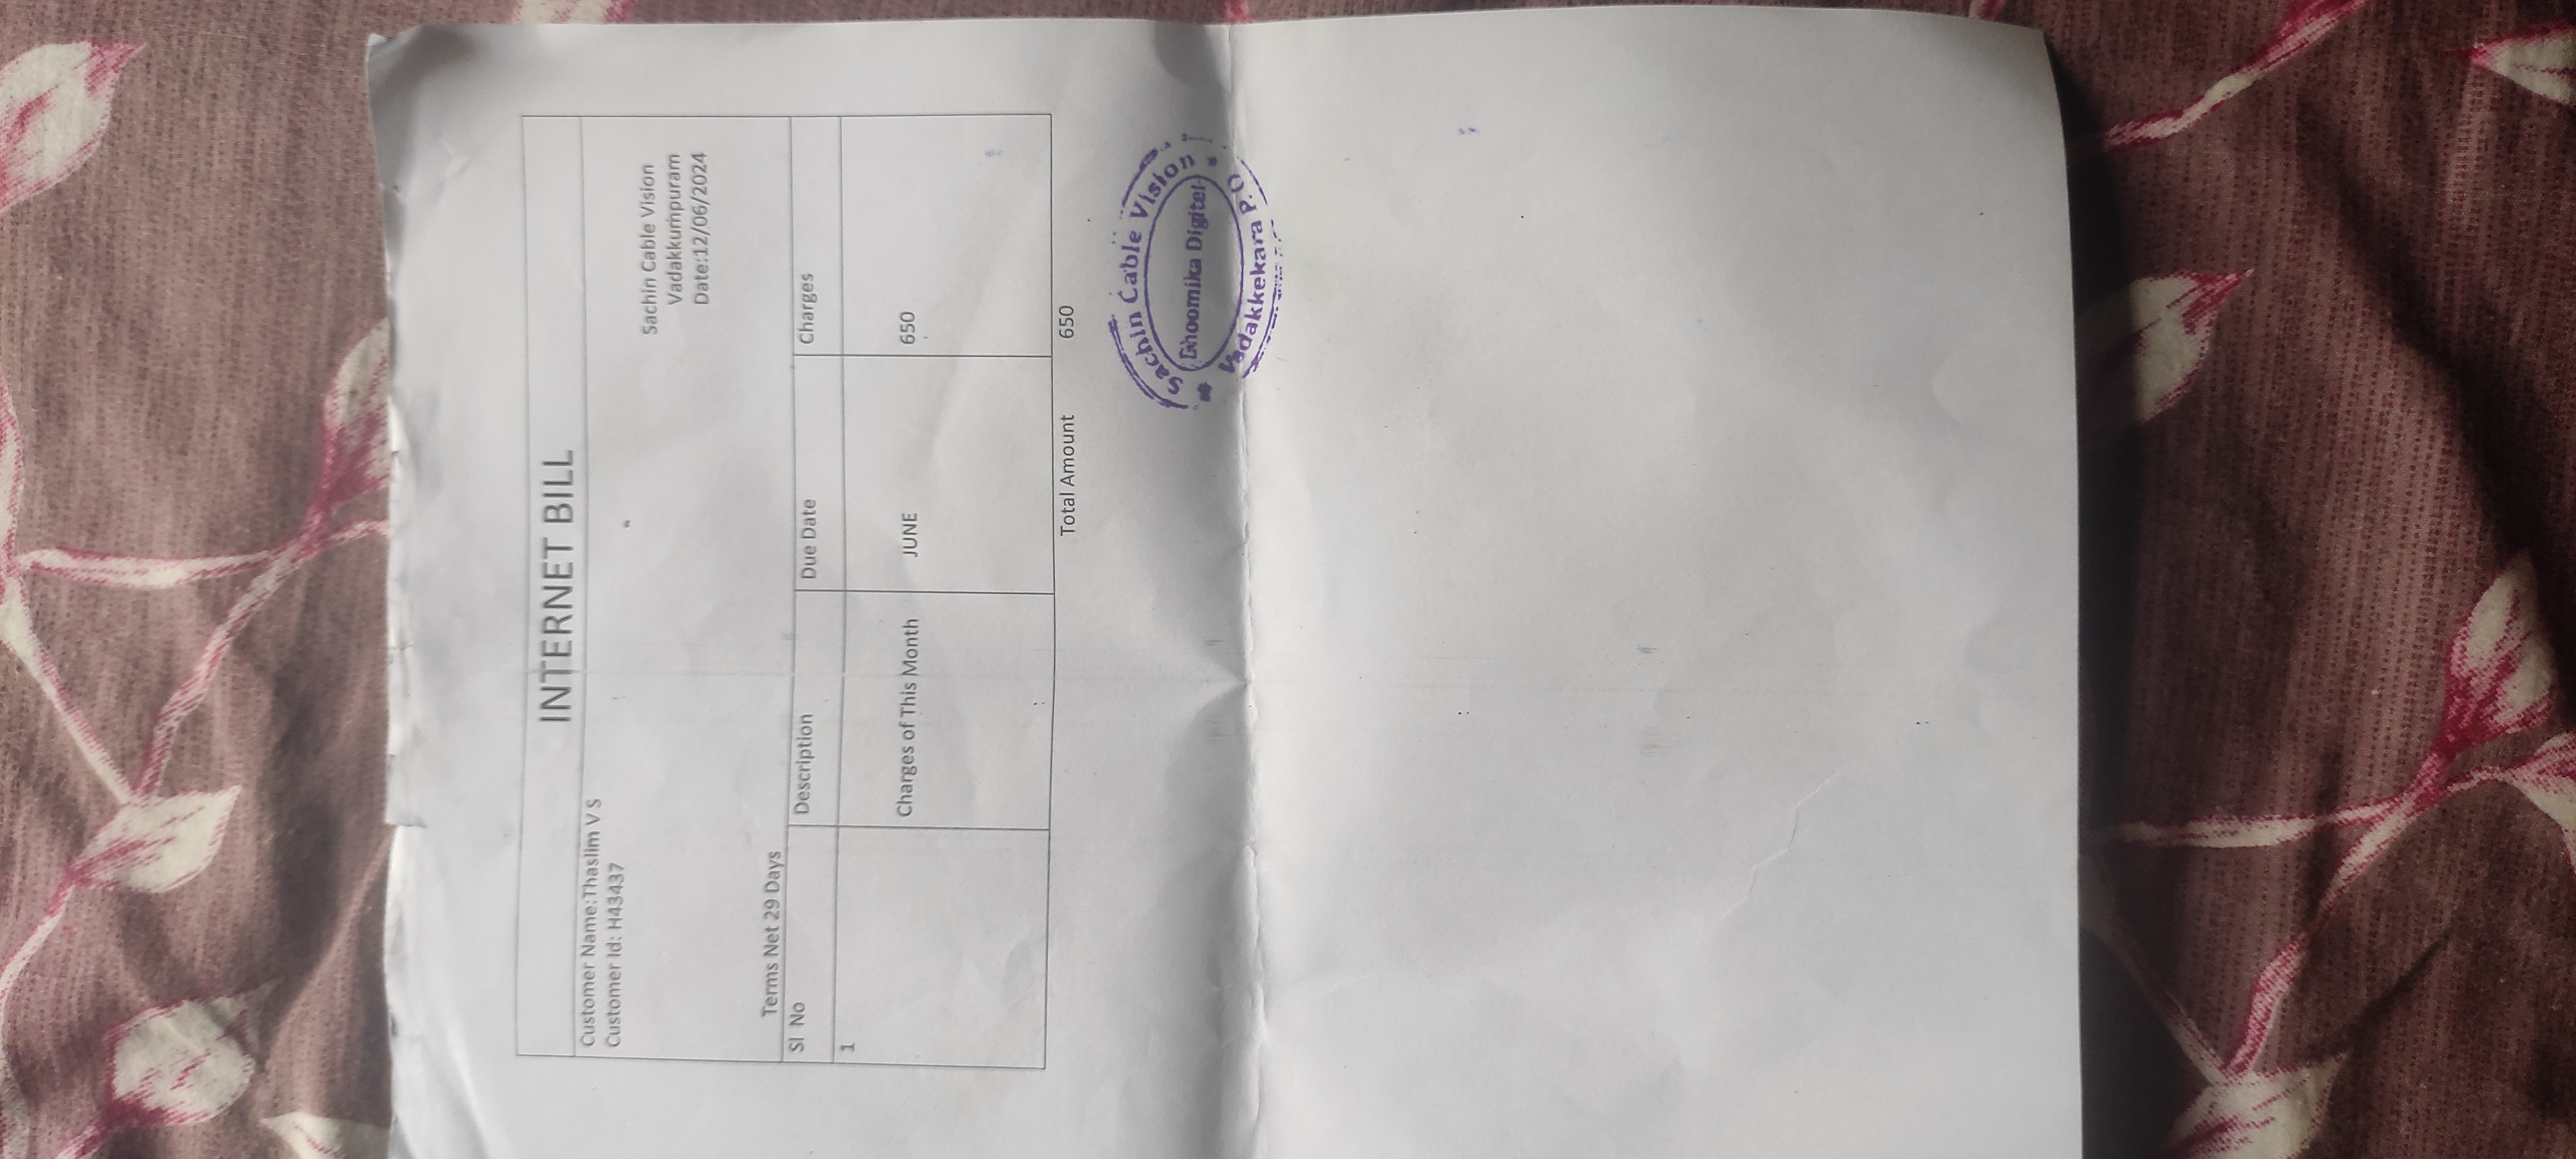 INTERNET BILL
Customer Name:Thaslim V S
Customer Id: H43437
Sachin Cable Vision
Vadakkumpuram
Date:12/06/2024
Terms Net 29 Days
Sl No Description Due Date Charges
1
Charges of This Month JUNE 650
Total Amount 650
Sachin Cable Vision
Bhoomika Digital
Vadakkekara P.O